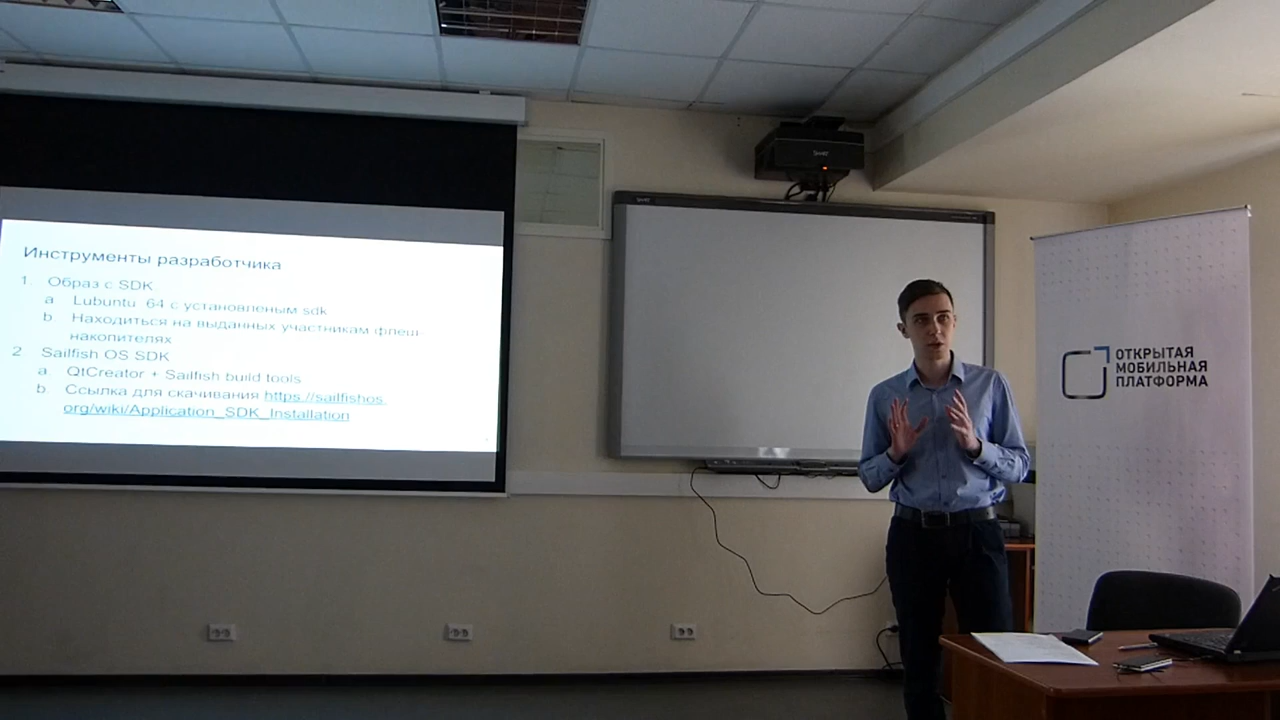 Инструменты разработчика
1. Образ с SDK
a Lubuntu 64 с установленым sdk
b Находиться на выданных участникам флеш-
накопителях
2 Sailfish OS SDK
a. QtCreator + Sailfish build tools
b. Ссылка для скачивания https://sailfishos.
org/wiki/Application_SDK_Installation
SMART
ОТКРЫТАЯ
МОБИЛЬНАЯ
ПЛАТФОРМА